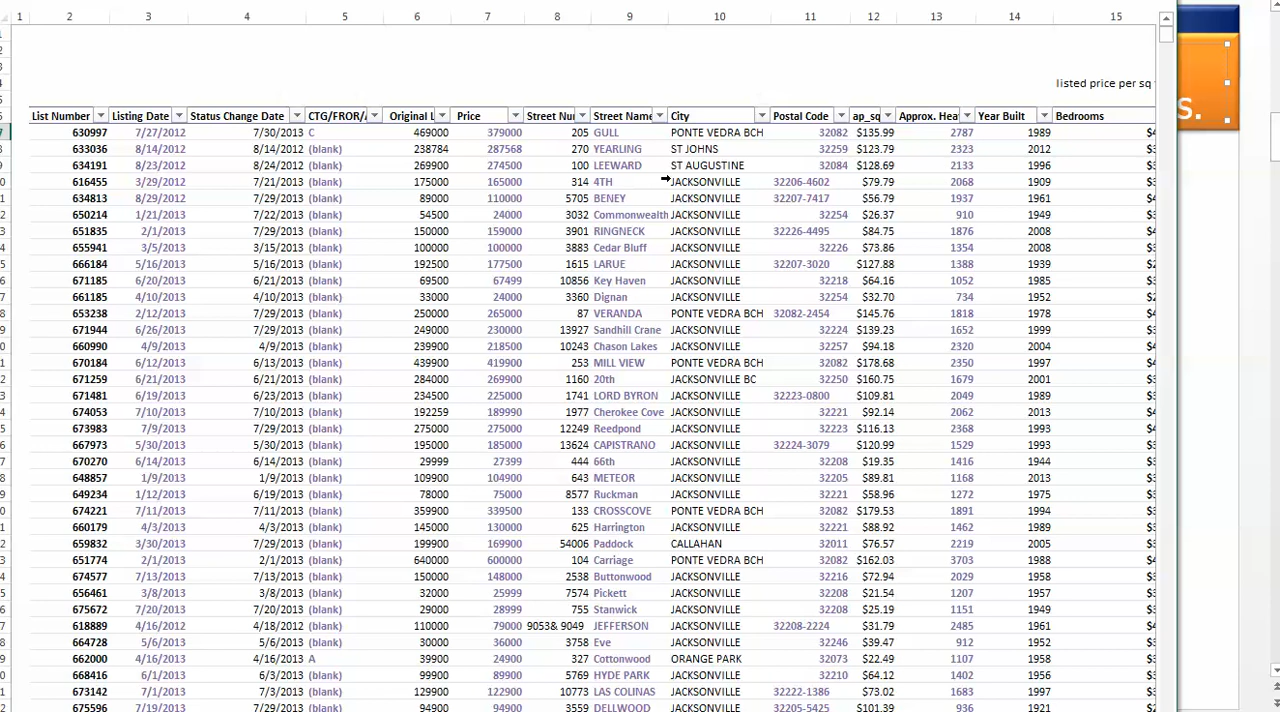 1 2 3 4 5 6 7 8 9 10 11 12 13 14 15
listed price per sq
List Number Listing Date Status Change Date CTG/FROR/ Original L Price Street Nur Street Name City Postal Code ap_sq Approx. Hea Year Built Bedrooms
630997 7/27/2012 7/30/2013 C 469000 379000 205 GULL PONTE VEDRA BCH 32082 $135.99 2787 1989
633036 8/14/2012 8/14/2012 (blank) 238784 287568 270 YEARLING ST JOHNS 32259 $123.79 2323 2012
634191 8/23/2012 8/23/2012 (blank) 269900 274500 100 LEEWARD ST AUGUSTINE 32084 $128.69 2133 1996
616455 3/29/2012 7/21/2013 (blank) 175000 165000 314 4TH JACKSONVILLE 32206-4602 $79.79 2068 1909
634813 8/29/2012 8/29/2012 (blank) 89000 110000 5705 BENEY JACKSONVILLE 32207-7417 $56.79 1937 1961
650214 1/21/2013 7/22/2013 (blank) 54500 24000 3032 Commonwealth JACKSONVILLE 32254 $26.37 910 1949
651835 2/1/2013 7/29/2013 (blank) 150000 159000 3901 RINGNECK JACKSONVILLE 32226-4495 $84.75 1876 2008
655941 3/5/2013 3/15/2013 (blank) 100000 100000 3883 Cedar Bluff JACKSONVILLE 32226 $73.86 1354 2008
666184 5/16/2013 5/16/2013 (blank) 192500 177500 1615 LARUE JACKSONVILLE 32207-3020 $127.88 1388 1939
671185 6/20/2013 6/21/2013 (blank) 69500 67499 10856 Key Haven JACKSONVILLE 32218 $64.16 1052 1965
661185 4/10/2013 4/10/2013 (blank) 33000 24000 3360 Dignan JACKSONVILLE 32254 $32.70 734 1952
653238 2/12/2013 7/29/2013 (blank) 250000 265000 87 VERANDA PONTE VEDRA BCH 32082-2454 $145.76 1818 1978
671944 6/26/2013 7/29/2013 (blank) 249000 230000 13927 Sandhill Crane JACKSONVILLE 32224 $139.23 1652 1999
660990 4/9/2013 4/9/2013 (blank) 239900 218500 10243 Chason Lakes JACKSONVILLE 32257 $94.18 2320 2004
670184 6/12/2013 6/13/2013 (blank) 439900 419900 253 MILL VIEW PONTE VEDRA BCH 32082 $178.68 2350 1997
671259 6/21/2013 6/21/2013 (blank) 284000 269900 1160 20th JACKSONVILLE BC 32250 $160.75 1679 2001
671481 6/19/2013 6/23/2013 (blank) 234500 225000 1741 LORD BYRON JACKSONVILLE 32223-0800 $109.81 2049 1989
674053 7/10/2013 7/10/2013 (blank) 192259 189990 1977 Cherokee Cove JACKSONVILLE 32221 $92.14 2062 2013
673983 7/9/2013 7/29/2013 (blank) 275000 275000 12249 Reedpond JACKSONVILLE 32223 $116.13 2368 1993
667973 5/30/2013 5/30/2013 (blank) 195000 185000 13624 CAPISTRANO JACKSONVILLE 32224-3079 $120.99 1529 1993
670270 6/14/2013 6/14/2013 (blank) 29999 27399 444 66th JACKSONVILLE 32208 $19.35 1416 1944
648857 1/9/2013 1/9/2013 (blank) 109900 104900 643 METEOR JACKSONVILLE 32205 $89.81 1168 2013
649234 1/12/2013 6/19/2013 (blank) 78000 75000 8577 Ruckman JACKSONVILLE 32221 $58.96 1272 1975
674221 7/11/2013 7/11/2013 (blank) 359900 339500 133 CROSSCOVE PONTE VEDRA BCH 32082 $179.53 1891 1994
660179 4/3/2013 4/3/2013 (blank) 145000 130000 625 Harrington JACKSONVILLE 32221 $88.92 1462 1989
659832 3/30/2013 7/29/2013 (blank) 199900 169900 54006 Paddock CALLAHAN 32011 $76.57 2219 2005
651774 2/1/2013 2/1/2013 (blank) 640000 600000 104 Carriage PONTE VEDRA BCH 32082 $162.03 3703 1990
674577 7/13/2013 7/13/2013 (blank) 150000 148000 2538 Buttonwood JACKSONVILLE 32216 $72.94 2029 1958
656461 3/8/2013 3/8/2013 (blank) 32000 25999 7574 Pickett JACKSONVILLE 32208 $21.54 1207 1957
675672 7/20/2013 7/20/2013 (blank) 29000 28999 755 Stanwick JACKSONVILLE 32208 $25.19 1151 1949
618889 4/16/2012 4/18/2012 (blank) 110000 79000 9053& 9049 JEFFERSON JACKSONVILLE 32208-2224 $31.79 2485 1961
664728 5/6/2013 5/6/2013 (blank) 30000 36000 3758 Eve JACKSONVILLE 32246 $39.47 912 1952
662000 4/16/2013 4/16/2013 A 39900 24900 327 Cottonwood ORANGE PARK 32073 $22.49 1107 1958
668416 6/1/2013 6/3/2013 (blank) 99900 89900 5769 HYDE PARK JACKSONVILLE 32210 $64.12 1402 1956
673142 7/1/2013 7/3/2013 (blank) 129900 122900 10773 LAS COLINAS JACKSONVILLE 32222-1386 $73.02 1683 1997
675596 7/19/2013 7/19/2013 (blank) 94900 94900 3559 DELLWOOD JACKSONVILLE 32205-5425 $101.39 936 1921
s.